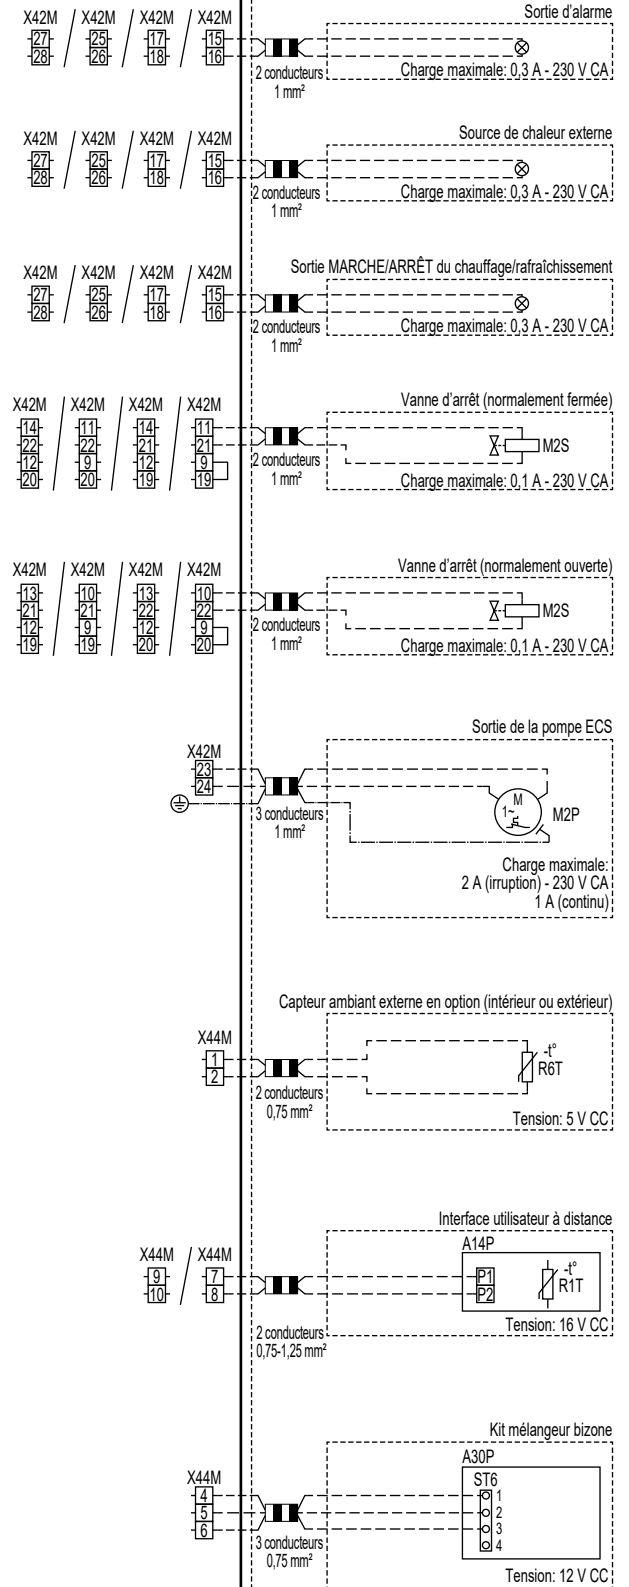 Sortie d'alarme
X42M / X42M / X42M / X42M
27 25 17 15
28 26 18 16
2 conducteurs
1 mm²
Charge maximale: 0,3 A - 230 V CA
Source de chaleur externe
X42M / X42M / X42M / X42M
27 25 17 15
28 26 18 16
2 conducteurs
1 mm²
Charge maximale: 0,3 A - 230 V CA
Sortie MARCHE/ARRÊT du chauffage/rafraîchissement
X42M / X42M / X42M / X42M
27 25 17 15
28 26 18 16
2 conducteurs
1 mm²
Charge maximale: 0,3 A - 230 V CA
Vanne d'arrêt (normalement fermée)
X42M / X42M / X42M / X42M
14 11 14 11
22 22 21 21
12 9 12 9
20 20 19 19
2 conducteurs
1 mm²
M2S
Charge maximale: 0,1 A - 230 V CA
Vanne d'arrêt (normalement ouverte)
X42M / X42M / X42M / X42M
13 10 13 10
21 21 22 22
12 9 12 9
19 19 20 20
2 conducteurs
1 mm²
M2S
Charge maximale: 0,1 A - 230 V CA
Sortie de la pompe ECS
X42M
23
24
3 conducteurs
1 mm²
M
1~
M2P
Charge maximale:
2 A (irruption) - 230 V CA
1 A (continu)
Capteur ambiant externe en option (intérieur ou extérieur)
X44M
1
2
2 conducteurs
0,75 mm²
-t°
R6T
Tension: 5 V CC
Interface utilisateur à distance
X44M / X44M
9 7
10 8
2 conducteurs
0,75-1,25 mm²
A14P
P1
P2
-t°
R1T
Tension: 16 V CC
Kit mélangeur bizone
X44M
4
5
6
3 conducteurs
0,75 mm²
A30P
ST6
1
2
3
4
Tension: 12 V CC